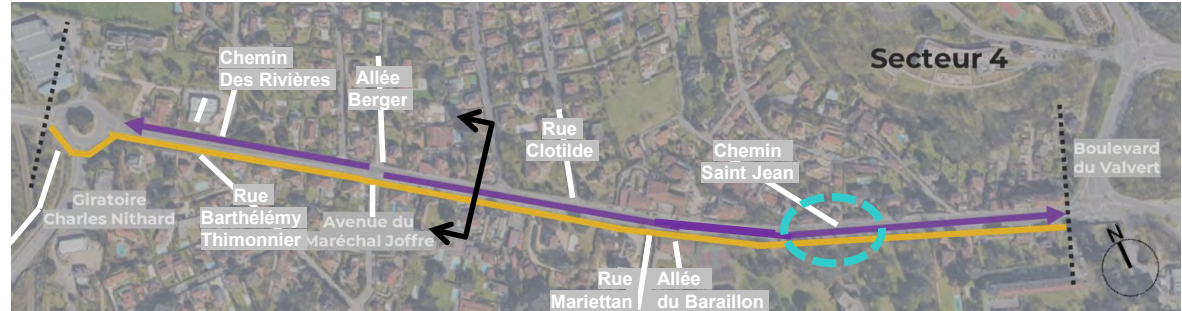 Secteur 4
Chemin
Des Rivières
Allée
Berger
Rue
Clotilde
Chemin
Saint Jean
Boulevard
du Valvert
Giratoire
Charles Nithard
Rue
Barthélémy
Thimonnier
Avenue du
Maréchal Joffre
Rue
Mariettan
Allée
du Baraillon
N